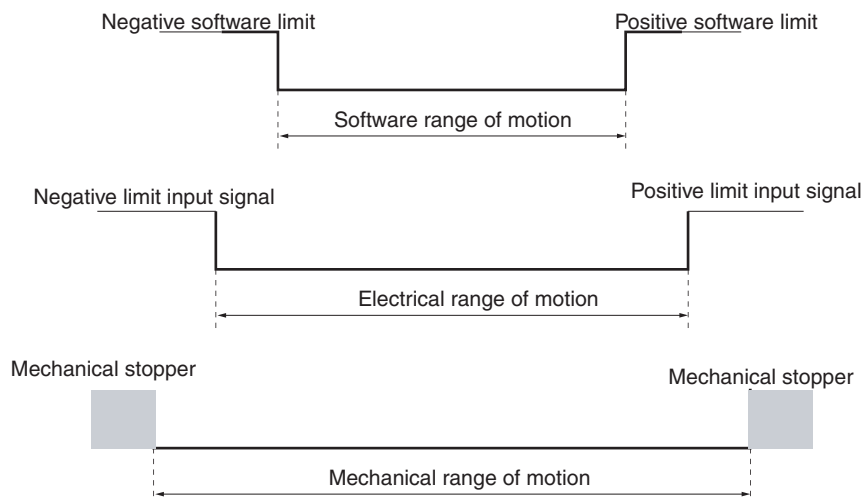 Negative software limit
Positive software limit
Software range of motion
Negative limit input signal
Positive limit input signal
Electrical range of motion
Mechanical stopper
Mechanical stopper
Mechanical range of motion